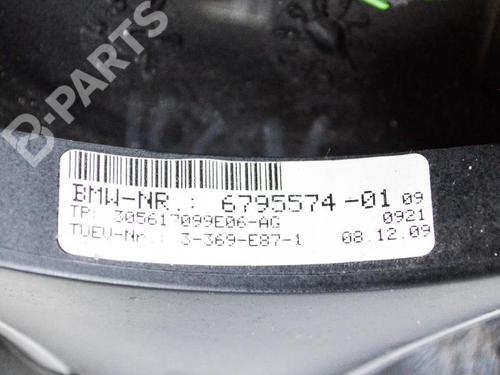 B-PARTS
BMW-NR.: 6795574-01 09
TP: 305617099E06-AG 0921
TUEV-Nr.: 3-369-E87-1 08.12.09